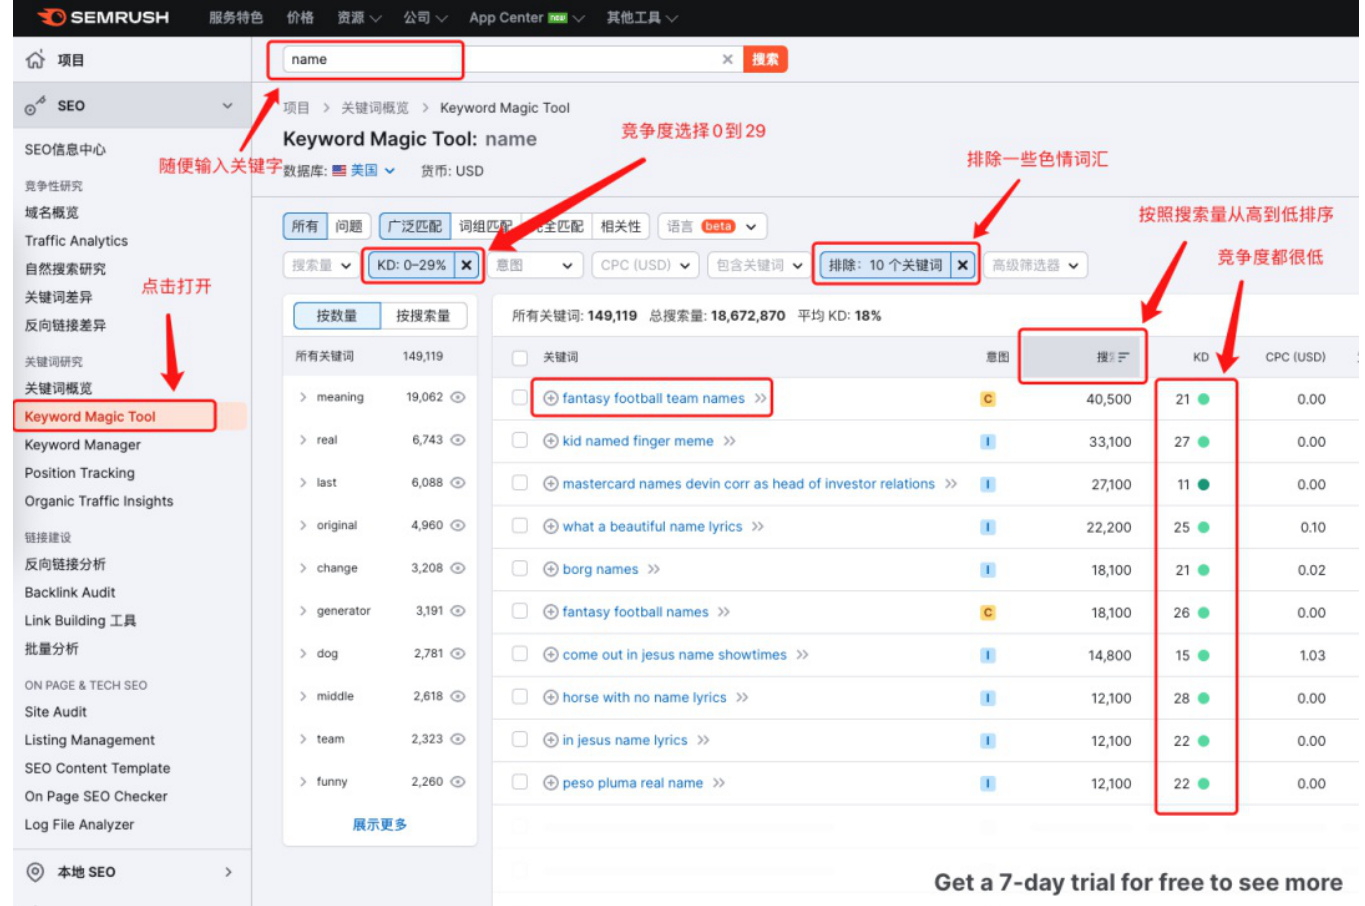 SEMRUSH 服务特色 价格 资源 公司 App Center new 其他工具
项目
name × 搜索
SEO
项目 > 关键词概览 > Keyword Magic Tool
竞争度选择0到29
Keyword Magic Tool: name
SEO信息中心
随便输入关键字
排除一些色情词汇
数据库: 美国 货币: USD
竞争性研究
域名概览
按照搜索量从高到低排序
所有 问题 广泛匹配 词组匹配 完全匹配 相关性 语言 beta
Traffic Analytics
竞争度都很低
自然搜索研究
搜索量 KD: 0-29% × 意图 CPC (USD) 包含关键词 排除: 10 个关键词 × 高级筛选器
点击打开
关键词差异
反向链接差异
按数量 按搜索量
所有关键词: 149,119 总搜索量: 18,672,870 平均 KD: 18%
关键词研究
所有关键词 149,119
关键词 意图 搜 KD CPC (USD)
关键词概览
meaning 19,062
fantasy football team names C 40,500 21 0.00
Keyword Magic Tool
Keyword Manager
real 6,743
kid named finger meme I 33,100 27 0.00
Position Tracking
last 6,088
mastercard names devin corr as head of investor relations I 27,100 11 0.00
Organic Traffic Insights
original 4,960
what a beautiful name lyrics I 22,200 25 0.10
链接建设
反向链接分析
change 3,208
borg names I 18,100 21 0.02
Backlink Audit
generator 3,191
fantasy football names C 18,100 26 0.00
Link Building 工具
批量分析
dog 2,781
come out in jesus name showtimes I 14,800 15 1.03
ON PAGE & TECH SEO
middle 2,618
horse with no name lyrics I 12,100 28 0.00
Site Audit
Listing Management
team 2,323
in jesus name lyrics I 12,100 22 0.00
SEO Content Template
funny 2,260
peso pluma real name I 12,100 22 0.00
On Page SEO Checker
Log File Analyzer
展示更多
本地 SEO
Get a 7-day trial for free to see more